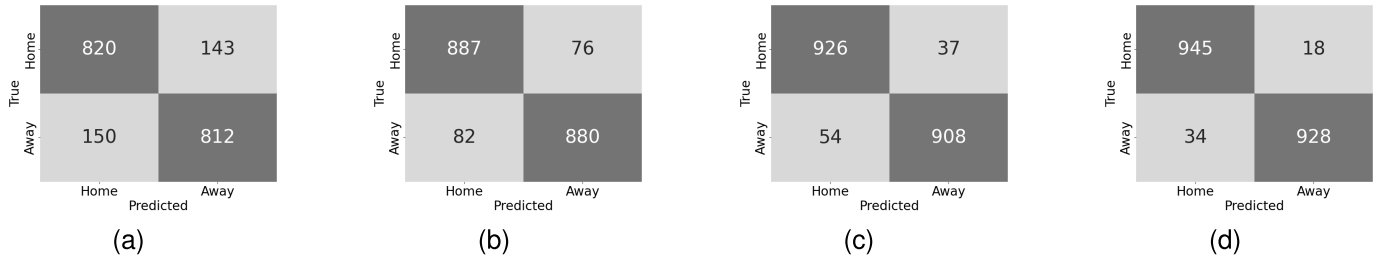 True
Home
820
143
Away
150
812
Home
Away
Predicted
(a)
True
Home
887
76
Away
82
880
Home
Away
Predicted
(b)
True
Home
926
37
Away
54
908
Home
Away
Predicted
(c)
True
Home
945
18
Away
34
928
Home
Away
Predicted
(d)